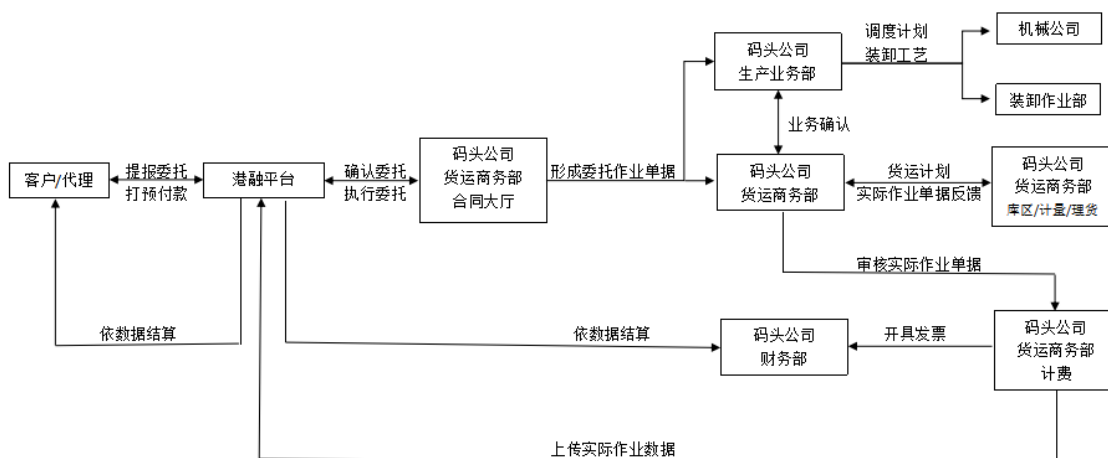 调度计划
装卸工艺
机械公司
码头公司
生产业务部
装卸作业部
业务确认
客户/代理
提报委托
打预付款
港融平台
确认委托
执行委托
码头公司
货运商务部
合同大厅
形成委托作业单据
码头公司
货运商务部
货运计划
实际作业单据反馈
码头公司
货运商务部
库区/计量/理货
审核实际作业单据
依数据结算
依数据结算
码头公司
财务部
开具发票
码头公司
货运商务部
计费
上传实际作业数据